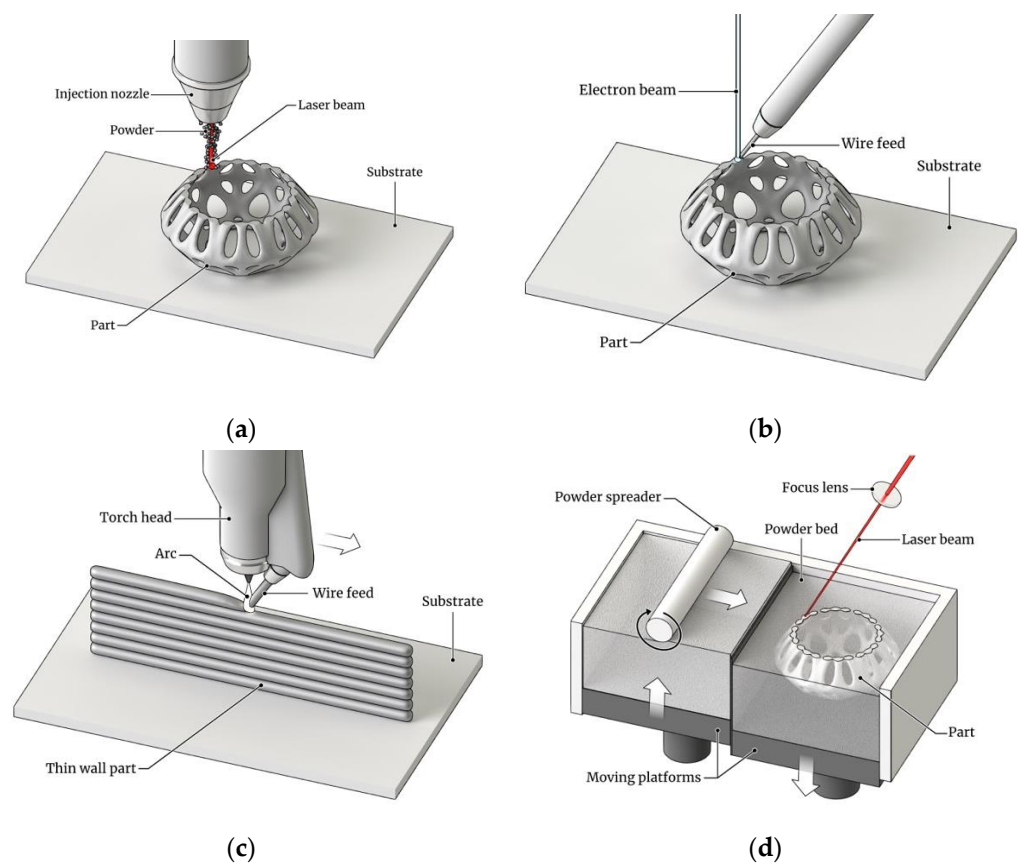 Injection nozzle
Laser beam
Powder
Substrate
Part
(a)
Electron beam
Wire feed
Substrate
Part
(b)
Torch head
Arc
Wire feed
Substrate
Thin wall part
(c)
Focus lens
Powder spreader
Powder bed
Laser beam
Part
Moving platforms
(d)